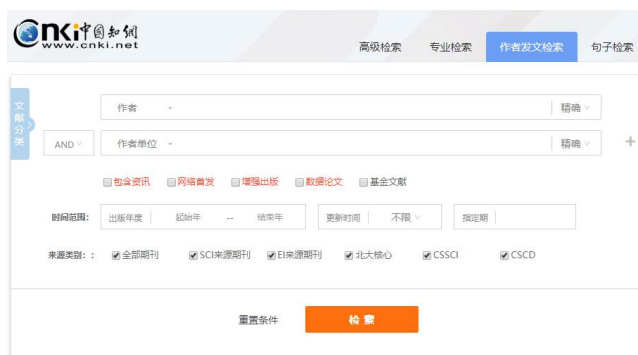 cnki中国知网
www.cnki.net
高级检索 专业检索 作者发文检索 句子检索
文献分类
作者 - 精确
AND 作者单位 - 精确 +
包含资讯 网络首发 增强出版 数据论文 基金文献
时间范围： 出版年度 起始年 -- 结束年 更新时间 不限 指定期
来源类别：： 全部期刊 SCI来源期刊 EI来源期刊 北大核心 CSSCI CSCD
重置条件 检 索